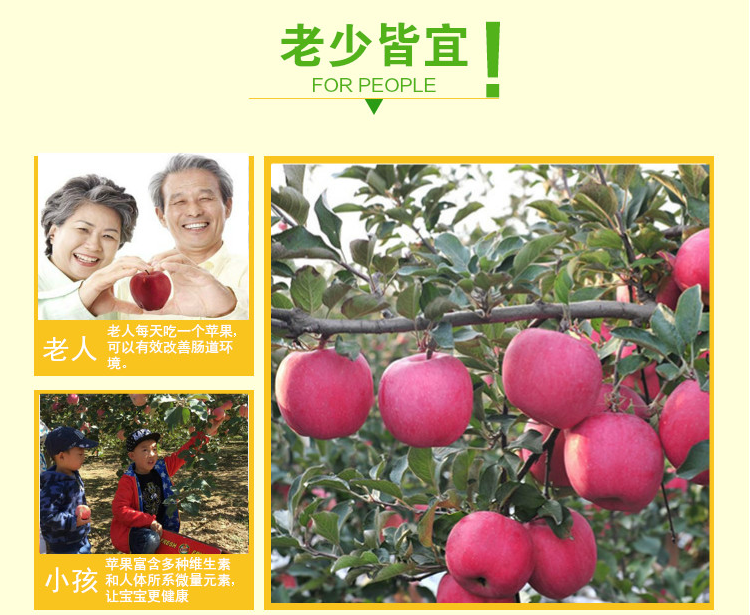 老少皆宜！
FOR PEOPLE
老人
老人每天吃一个苹果,
可以有效改善肠道环
境。
小孩
苹果富含多种维生素
和人体所系微量元素,
让宝宝更健康